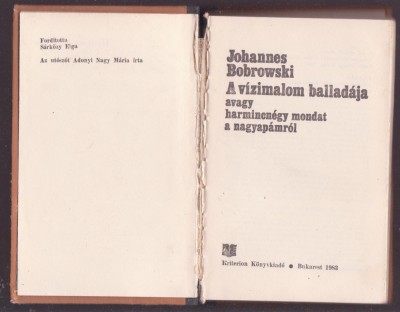 Fordította
Sárközy Elga
Az utószót Adonyi Nagy Mária írta
Johannes
Bobrowski
A vízimalom balladája
avagy
harmincnégy mondat
a nagyapámról
Kriterion Könyvkiadó ● Bukarest 1983